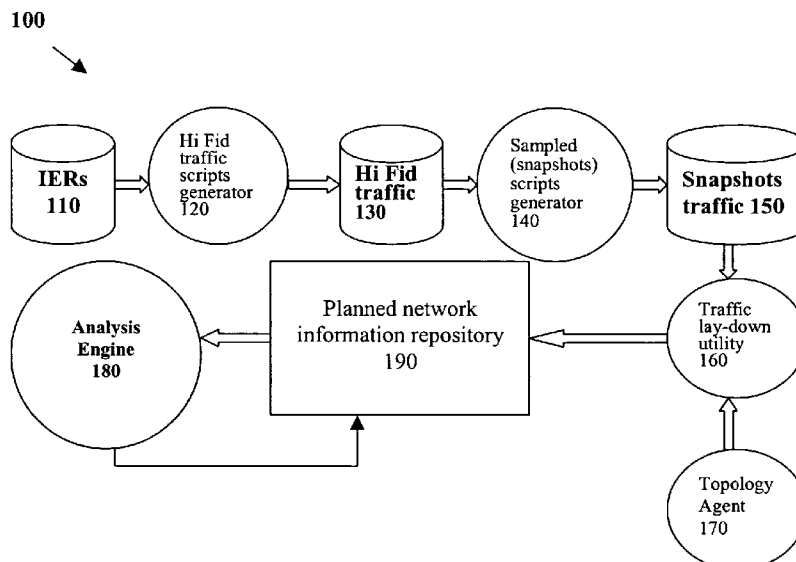 100
IERs
110
Hi Fid
traffic
scripts
generator
120
Hi Fid
traffic
130
Sampled
(snapshots)
scripts
generator
140
Snapshots
traffic 150
Analysis
Engine
180
Planned network
information repository
190
Traffic
lay-down
utility
160
Topology
Agent
170